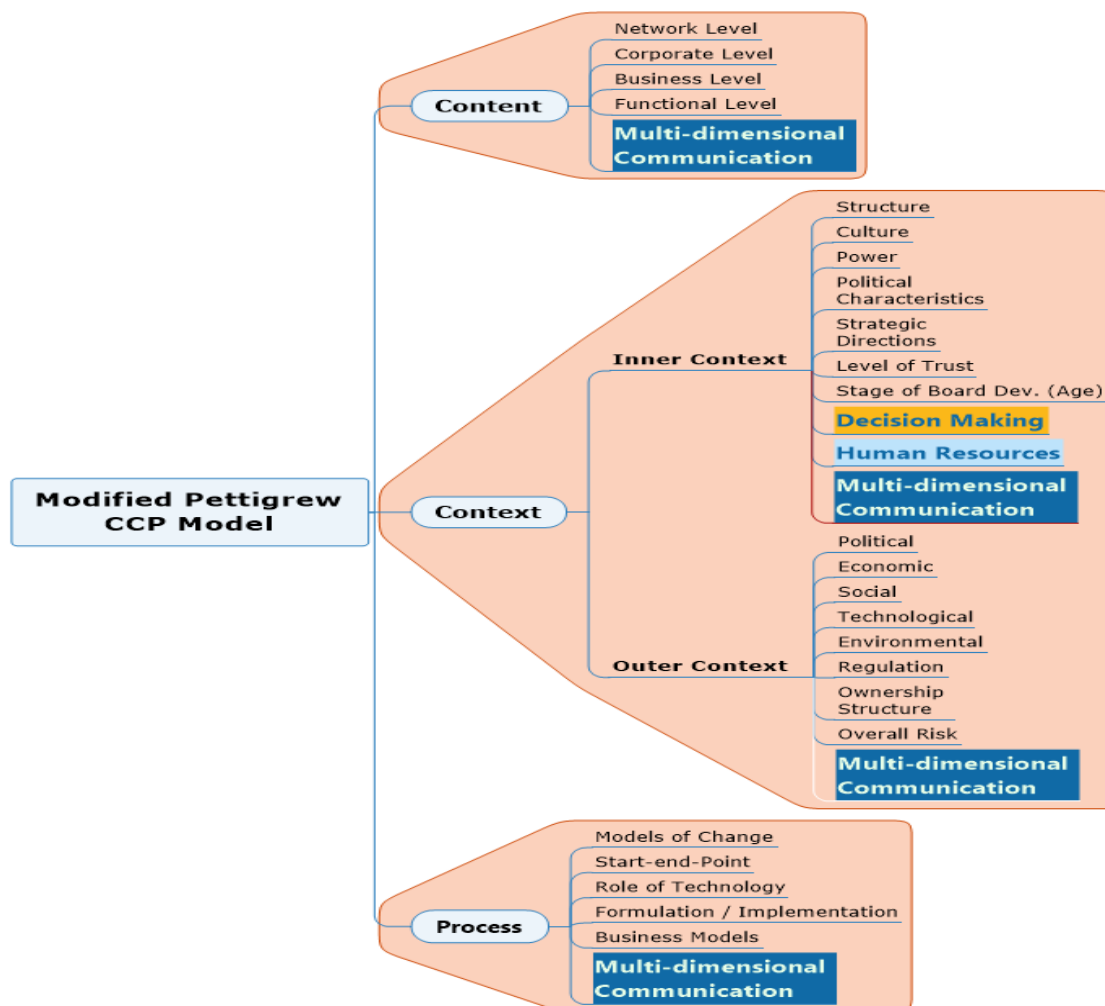 Network Level
Corporate Level
Business Level
Functional Level
Multi-dimensional
Communication
Content
Structure
Culture
Power
Political
Characteristics
Strategic
Directions
Level of Trust
Stage of Board Dev. (Age)
Decision Making
Human Resources
Multi-dimensional
Communication
Inner Context
Modified Pettigrew
CCP Model
Context
Political
Economic
Social
Technological
Environmental
Regulation
Ownership
Structure
Overall Risk
Multi-dimensional
Communication
Outer Context
Models of Change
Start-end-Point
Role of Technology
Formulation / Implementation
Business Models
Multi-dimensional
Communication
Process